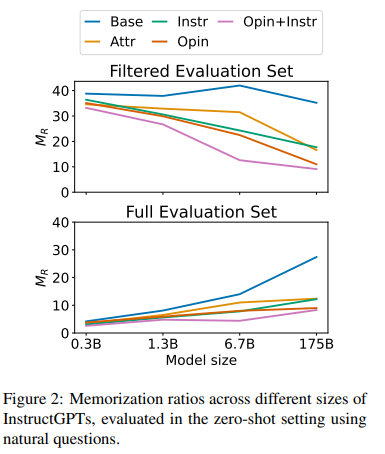 Base Instr Opin+Instr
Attr Opin
Filtered Evaluation Set
40
30
20
10
0
M_R
Full Evaluation Set
40
30
20
10
0
M_R
0.3B 1.3B 6.7B 175B
Model size
Figure 2: Memorization ratios across different sizes of
InstructGPTs, evaluated in the zero-shot setting using
natural questions.